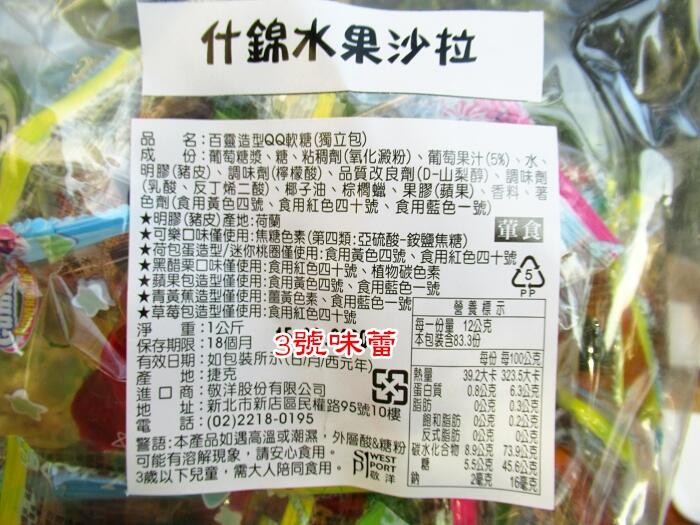 什錦水果沙拉
品　名:百靈造型QQ軟糖(獨立包)
成　份:葡萄糖漿、糖、粘稠劑(氧化澱粉)、葡萄果汁(5%)、水、
明膠(豬皮)、調味劑(檸檬酸)、品質改良劑(D-山梨醇)、調味劑
(乳酸、反丁烯二酸)、椰子油、棕櫚蠟、果膠(蘋果)、香料、著
色劑(食用黃色四號、食用紅色四十號、食用藍色一號)
★明膠(豬皮)產地:荷蘭
葷食
★可樂口味僅使用:焦糖色素(第四類:亞硫酸-銨鹽焦糖)
★荷包蛋造型/迷你桃圈僅使用:食用黃色四號、食用紅色四十號
★黑醋栗口味僅使用:食用紅色四十號、植物碳色素
★蘋果包造型僅使用:食用黃色四號、食用藍色一號
★青黃蕉造型僅使用:薑黃色素、食用藍色一號
★草莓包造型僅使用:食用紅色四十號
5
PP
淨　重:1公斤
保存期限:18個月
有效日期:如包裝所示(日/月/西元年)
產　地:捷克
進 口 商:敬洋股份有限公司
地　址:新北市新店區民權路95號10樓
電　話:(02)2218-0195
警語:本產品如遇高溫或潮濕，外層酸&糖粉
可能有溶解現象，請安心食用。
3歲以下兒童，需大人陪同食用。
3號味蕾
WEST
PORT
敬洋
營養標示
每一份量 12公克
本包裝含83.3份
每份 每100公克
熱量 39.2大卡 323.5大卡
蛋白質 0.8公克 6.3公克
脂肪 0公克 0.3公克
飽和脂肪 0公克 0.2公克
反式脂肪 0公克 0公克
碳水化合物 8.9公克 73.9公克
糖 5.5公克 45.6公克
鈉 2毫克 16毫克